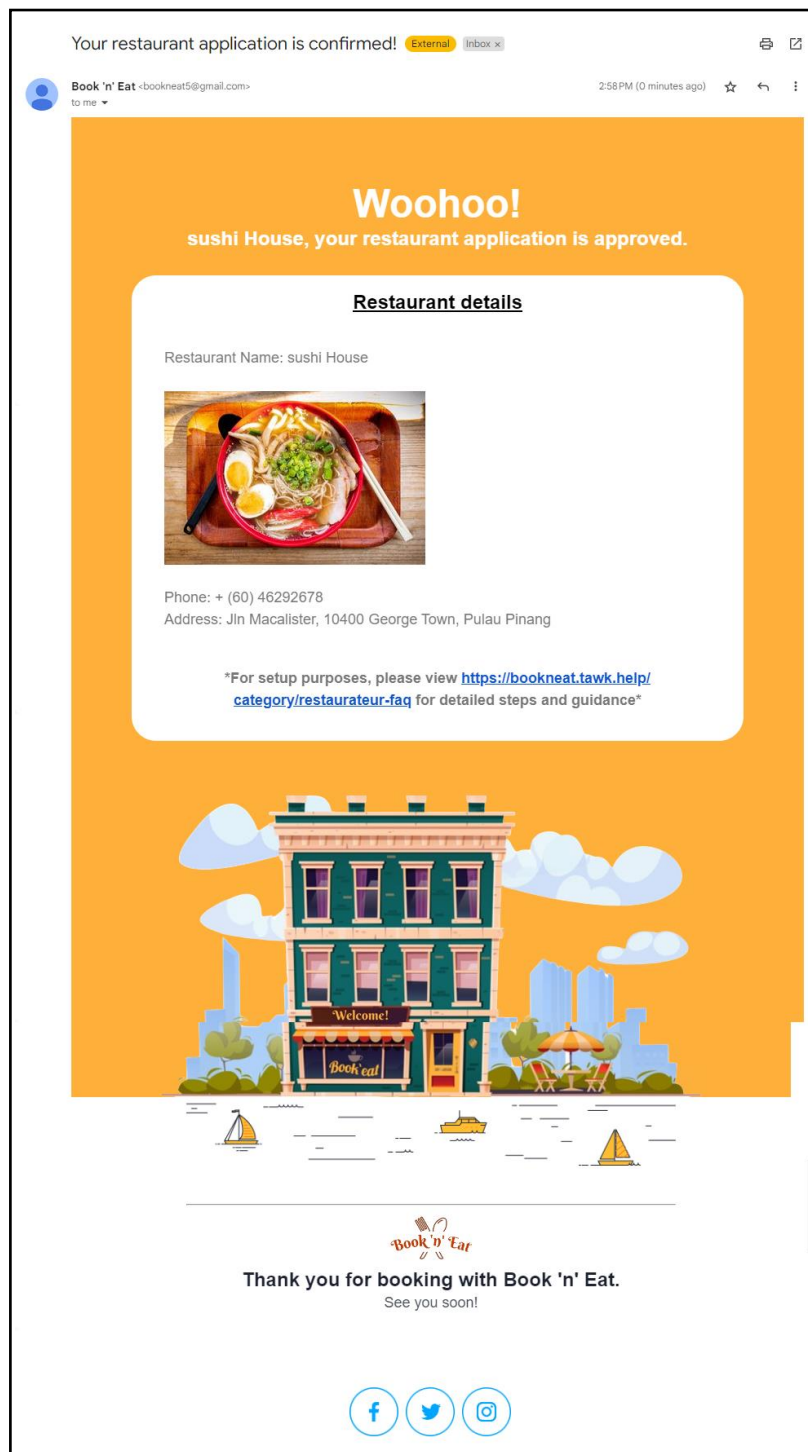 Your restaurant application is confirmed! External Inbox x
Book 'n' Eat <bookneat5@gmail.com> 2:58 PM (0 minutes ago)
to me
Woohoo!
sushi House, your restaurant application is approved.
Restaurant details
Restaurant Name: sushi House
Phone: + (60) 46292678
Address: Jln Macalister, 10400 George Town, Pulau Pinang
*For setup purposes, please view https://bookneat.tawk.help/
category/restaurateur-faq for detailed steps and guidance*
Welcome!
Book'eat
Book 'n' Eat
Thank you for booking with Book 'n' Eat.
See you soon!